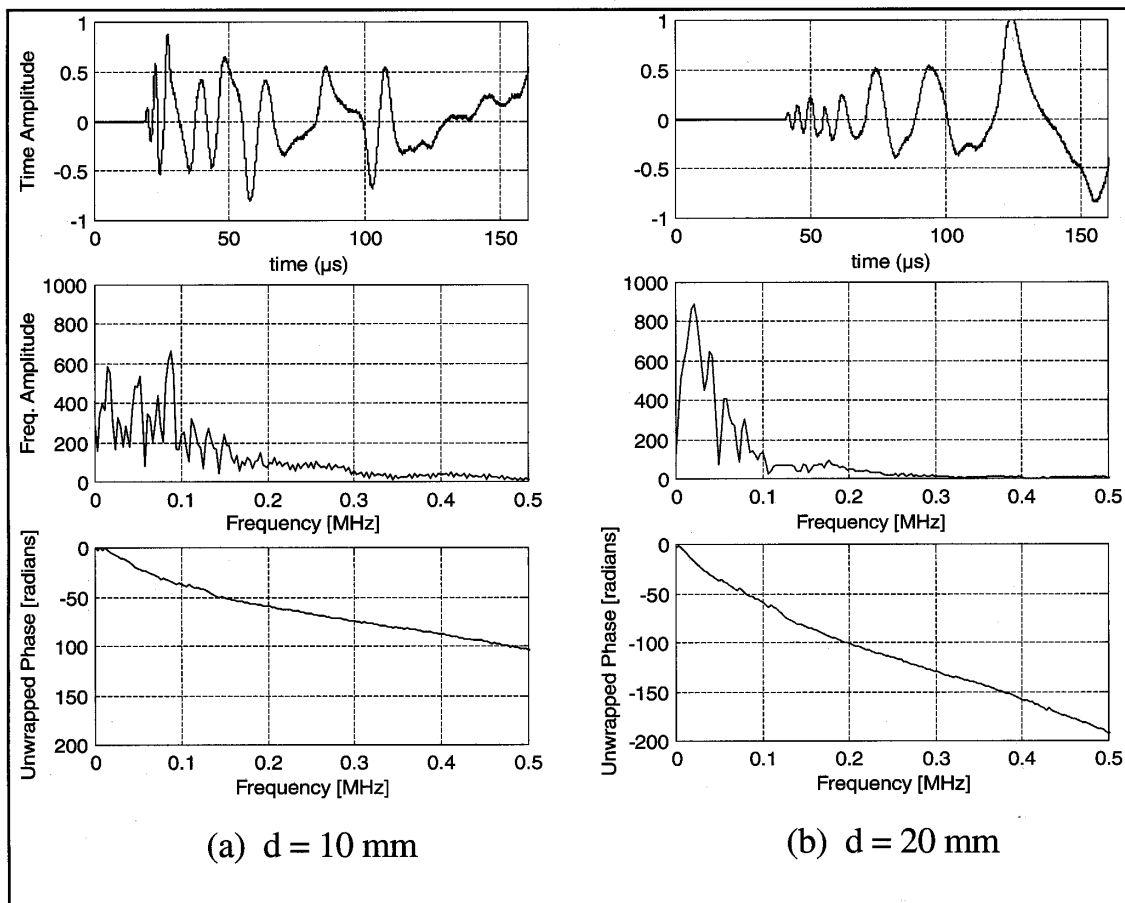 Time Amplitude
1
0.5
0
-0.5
-1
0 50 100 150
time (µs)
Freq. Amplitude
1000
800
600
400
200
0
0 0.1 0.2 0.3 0.4 0.5
Frequency [MHz]
Unwrapped Phase [radians]
0
-50
-100
-150
200
0 0.1 0.2 0.3 0.4 0.5
Frequency [MHz]
(a) d = 10 mm
Time Amplitude
1
0.5
0
-0.5
-1
0 50 100 150
time (µs)
Freq. Amplitude
1000
800
600
400
200
0
0 0.1 0.2 0.3 0.4 0.5
Frequency [MHz]
Unwrapped Phase [radians]
0
-50
-100
-150
-200
0 0.1 0.2 0.3 0.4 0.5
Frequency [MHz]
(b) d = 20 mm